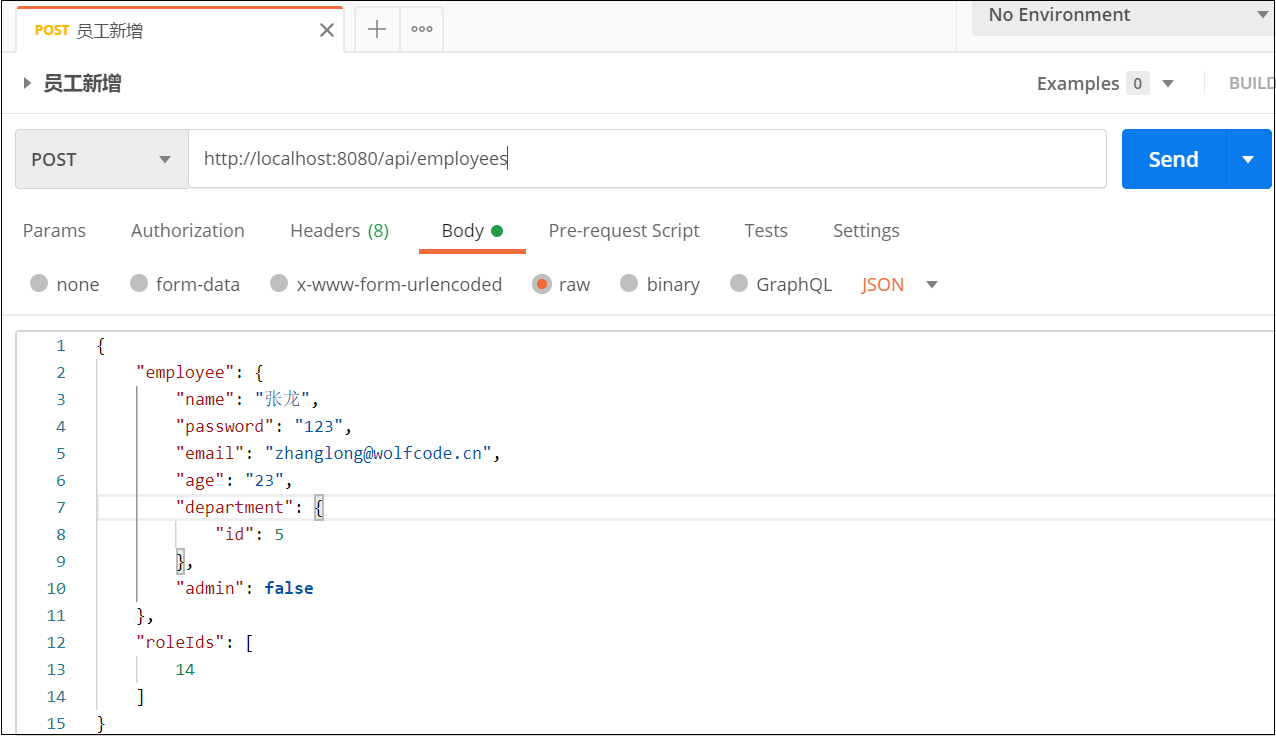 POST 员工新增
No Environment
员工新增
Examples 0
BUILD
POST
http://localhost:8080/api/employees
Send
Params Authorization Headers (8) Body Pre-request Script Tests Settings
none form-data x-www-form-urlencoded raw binary GraphQL JSON
1 {
2 "employee": {
3 "name": "张龙",
4 "password": "123",
5 "email": "zhanglong@wolfcode.cn",
6 "age": "23",
7 "department": {
8 "id": 5
9 },
10 "admin": false
11 },
12 "roleIds": [
13 14
14 ]
15 }